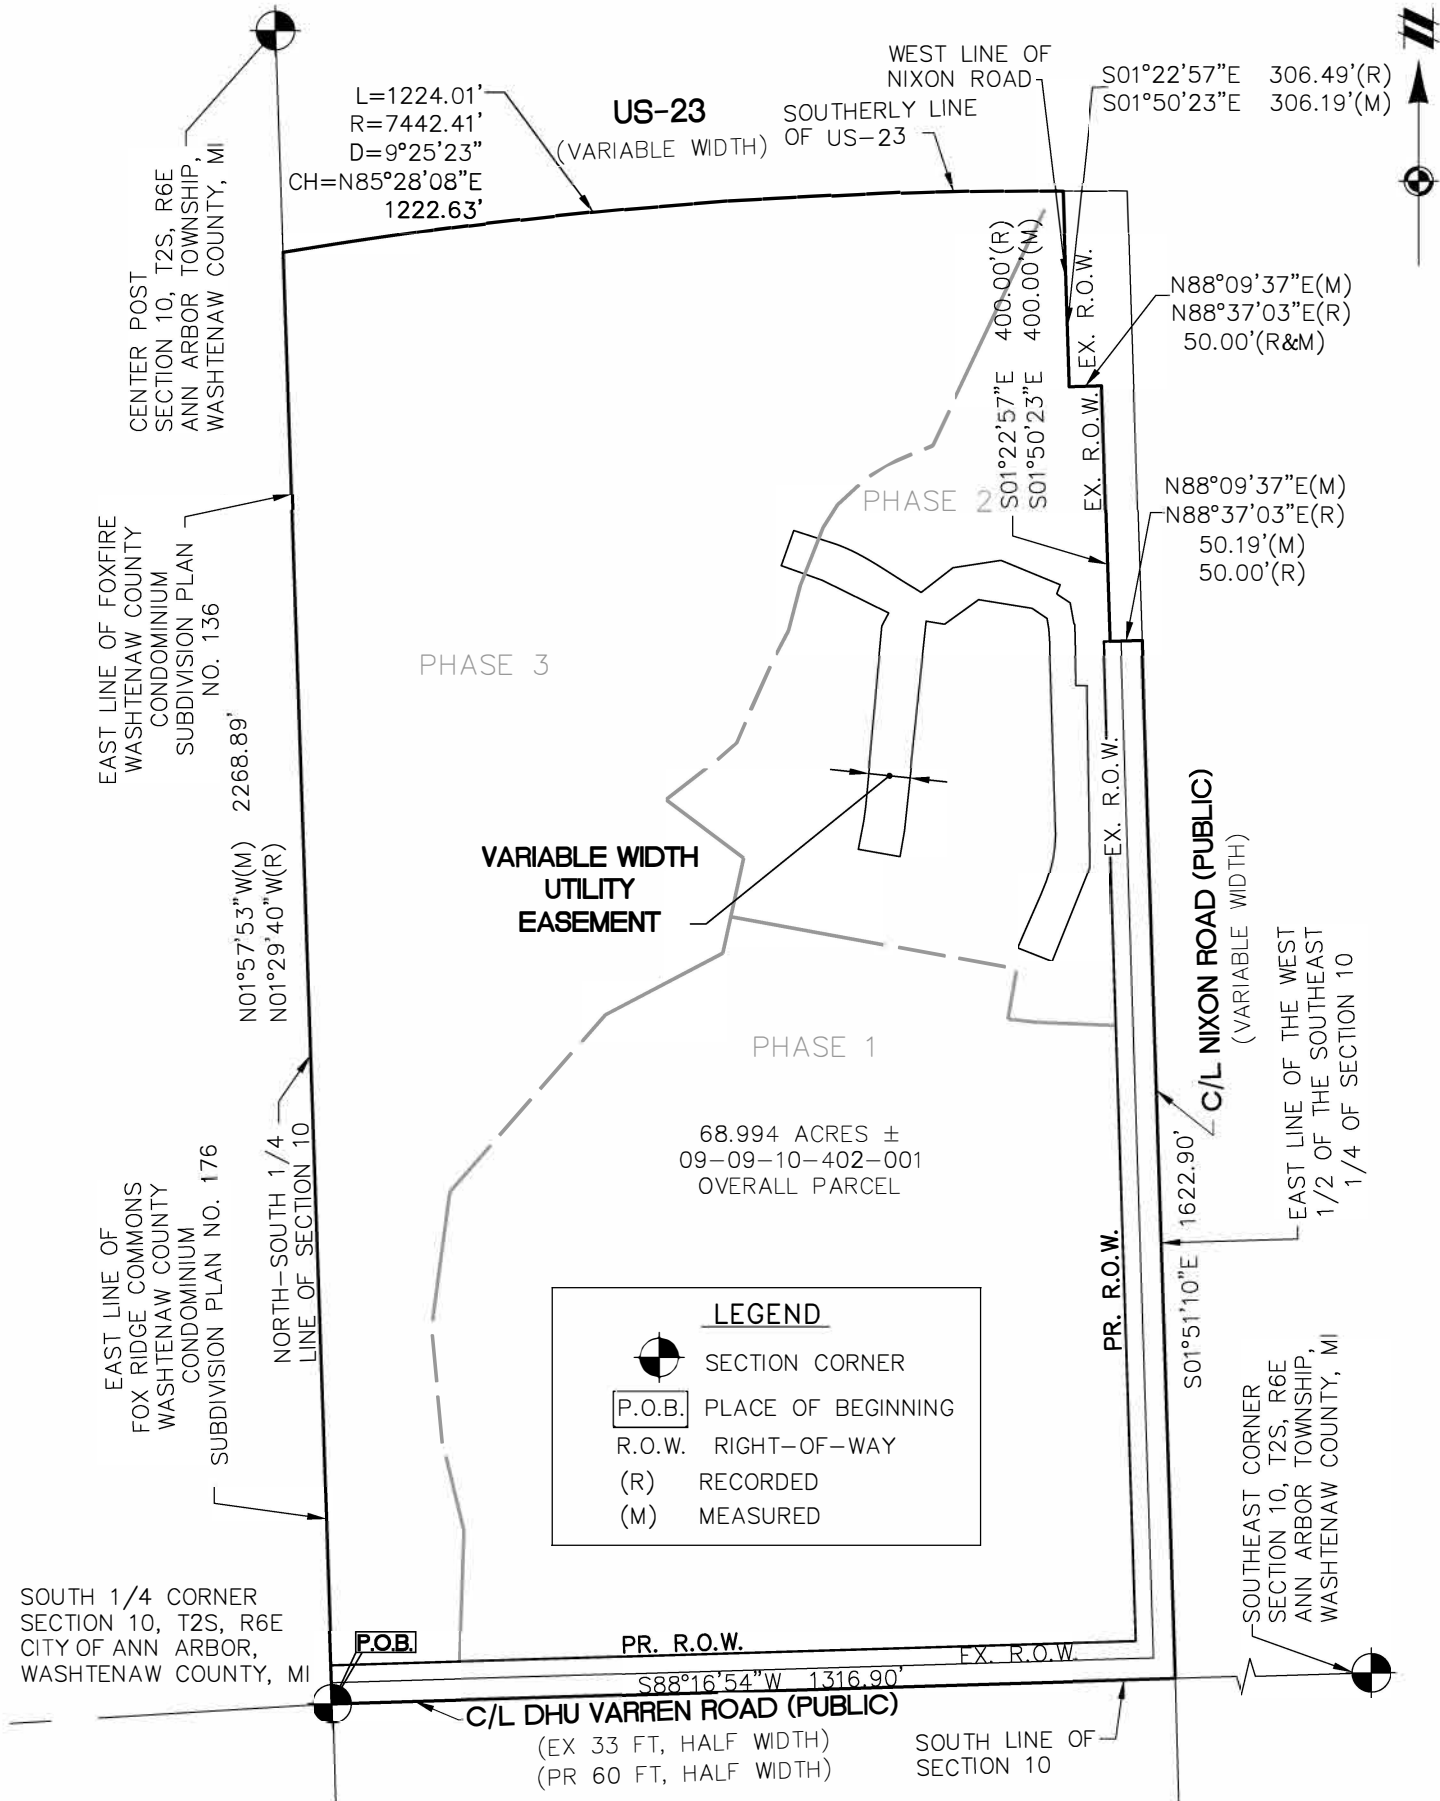 WEST LINE OF
NIXON ROAD
S01°22'57"E 306.49'(R)
S01°50'23"E 306.19'(M)
L=1224.01'
R=7442.41'
D=9°25'23"
CH=N85°28'08"E
1222.63'
US-23
(VARIABLE WIDTH)
SOUTHERLY LINE
OF US-23
CENTER POST
SECTION 10, T2S, R6E
ANN ARBOR TOWNSHIP,
WASHTENAW COUNTY, MI
S01°22'57"E 400.00'(R)
S01°50'23"E 400.00'(M)
EX. R.O.W.
N88°09'37"E(M)
N88°37'03"E(R)
50.00'(R&M)
EX. R.O.W.
N88°09'37"E(M)
N88°37'03"E(R)
50.19'(M)
50.00'(R)
PHASE 2
EAST LINE OF FOXFIRE
WASHTENAW COUNTY
CONDOMINIUM
SUBDIVISION PLAN
NO. 136
PHASE 3
N01°57'53"W(M) 2268.89'
N01°29'40"W(R)
EX. R.O.W.
VARIABLE WIDTH
UTILITY
EASEMENT
C/L NIXON ROAD (PUBLIC)
(VARIABLE WIDTH)
EAST LINE OF THE WEST
1/2 OF THE SOUTHEAST
1/4 OF SECTION 10
PHASE 1
68.994 ACRES ±
09-09-10-402-001
OVERALL PARCEL
NORTH-SOUTH 1/4
LINE OF SECTION 10
EAST LINE OF
FOX RIDGE COMMONS
WASHTENAW COUNTY
CONDOMINIUM
SUBDIVISION PLAN NO. 176
PR. R.O.W.
S01°51'10"E 1622.90'
LEGEND
SECTION CORNER
P.O.B. PLACE OF BEGINNING
R.O.W. RIGHT-OF-WAY
(R) RECORDED
(M) MEASURED
SOUTHEAST CORNER
SECTION 10, T2S, R6E
ANN ARBOR TOWNSHIP,
WASHTENAW COUNTY, MI
SOUTH 1/4 CORNER
SECTION 10, T2S, R6E
CITY OF ANN ARBOR,
WASHTENAW COUNTY, MI
P.O.B.
PR. R.O.W.
EX. R.O.W.
S88°16'54"W 1316.90'
C/L DHU VARREN ROAD (PUBLIC)
(EX 33 FT, HALF WIDTH)
(PR 60 FT, HALF WIDTH)
SOUTH LINE OF
SECTION 10